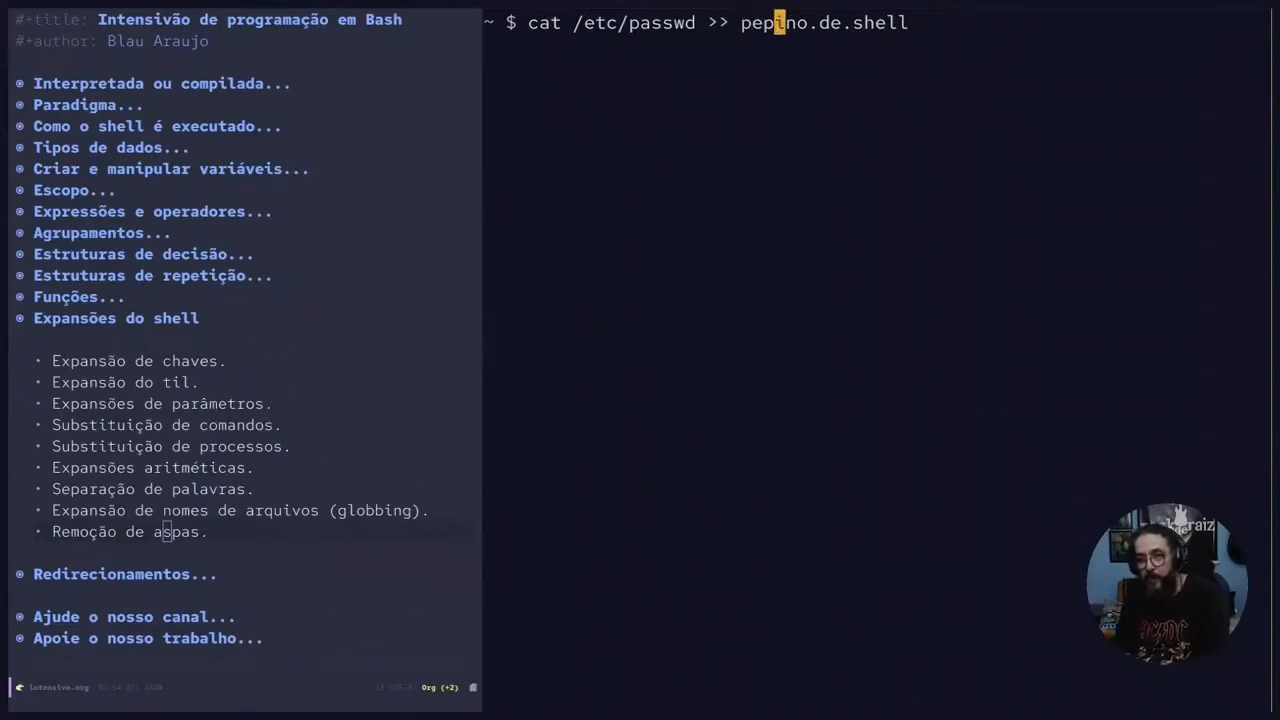 #+title: Intensivão de programação em Bash
#+author: Blau Araujo
Interpretada ou compilada...
Paradigma...
Como o shell é executado...
Tipos de dados...
Criar e manipular variáveis...
Escopo...
Expressões e operadores...
Agrupamentos...
Estruturas de decisão...
Estruturas de repetição...
Funções...
Expansões do shell
• Expansão de chaves.
• Expansão do til.
• Expansões de parâmetros.
• Substituição de comandos.
• Substituição de processos.
• Expansões aritméticas.
• Separação de palavras.
• Expansão de nomes de arquivos (globbing).
• Remoção de aspas.
Redirecionamentos...
Ajude o nosso canal...
Apoie o nosso trabalho...
intensivo.org
Org (+2)
~ $ cat /etc/passwd >> pepino.de.shell
raiz